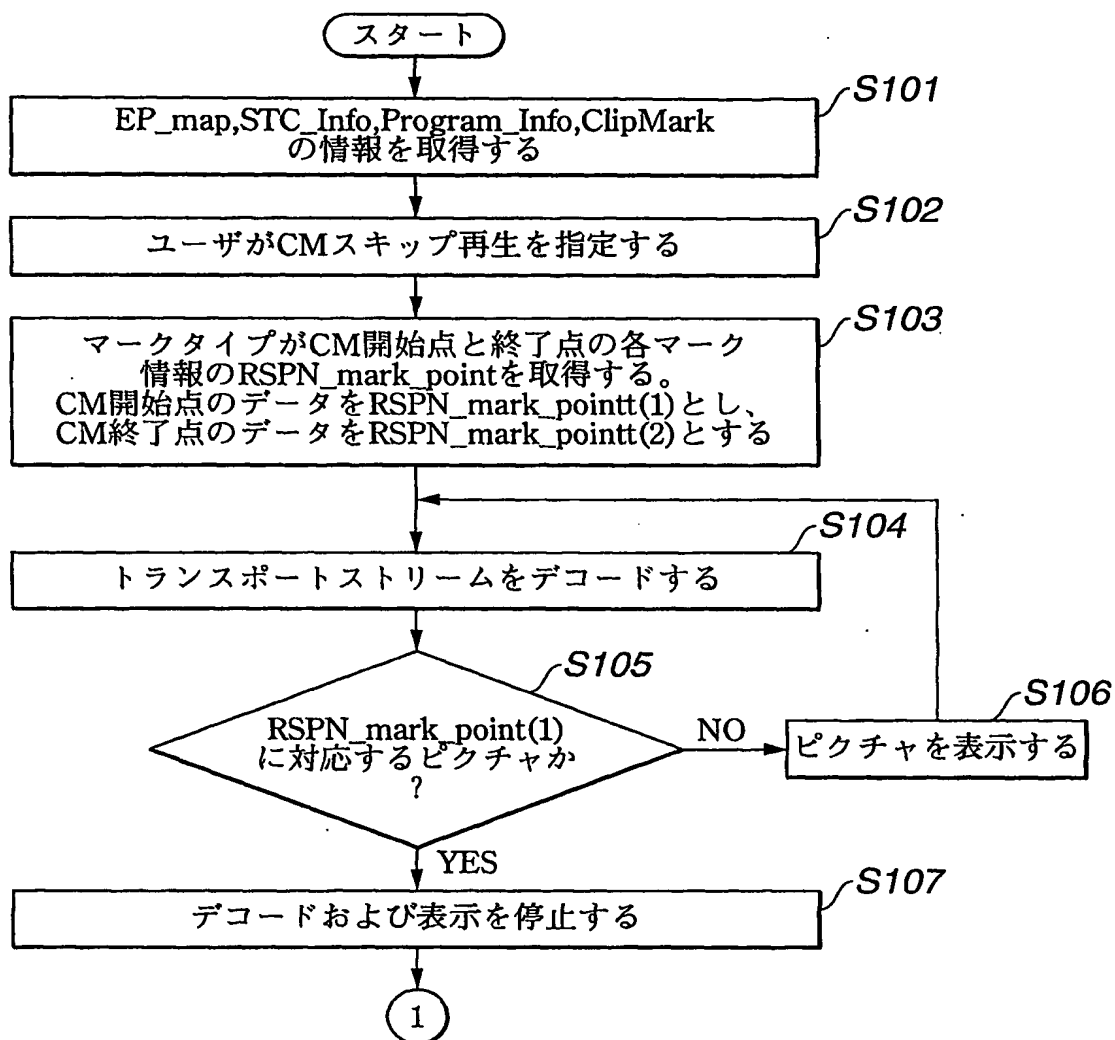 スタート
S101
EP_map,STC_Info,Program_Info,ClipMark
の情報を取得する
S102
ユーザがCMスキップ再生を指定する
S103
マークタイプがCM開始点と終了点の各マーク
情報のRSPN_mark_pointを取得する。
CM開始点のデータをRSPN_mark_pointt(1)とし、
CM終了点のデータをRSPN_mark_pointt(2)とする
S104
トランスポートストリームをデコードする
S105
RSPN_mark_point(1)
に対応するピクチャか
?
NO
S106
ピクチャを表示する
YES
S107
デコードおよび表示を停止する
1